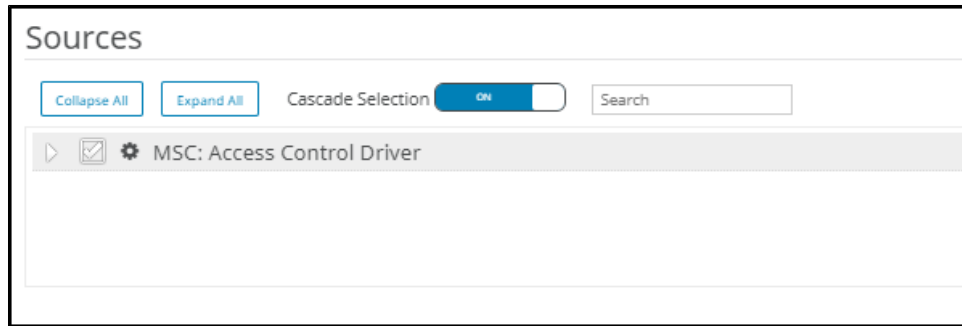 Sources
Collapse All Expand All Cascade Selection ON Search
MSC: Access Control Driver